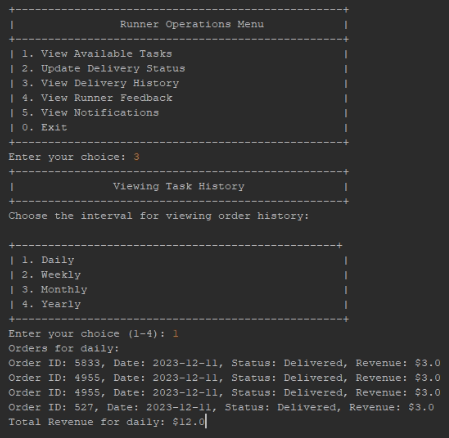 +--------------------------------------------------+
|                Runner Operations Menu                |
+--------------------------------------------------+
| 1. View Available Tasks                          |
| 2. Update Delivery Status                        |
| 3. View Delivery History                         |
| 4. View Runner Feedback                          |
| 5. View Notifications                            |
| 0. Exit                                          |
+--------------------------------------------------+
Enter your choice: 3
+--------------------------------------------------+
|               Viewing Task History               |
+--------------------------------------------------+
Choose the interval for viewing order history:
+-------------------------------------------------+
| 1. Daily                                         |
| 2. Weekly                                        |
| 3. Monthly                                       |
| 4. Yearly                                        |
+--------------------------------------------------+
Enter your choice (1-4): 1
Orders for daily:
Order ID: 5833, Date: 2023-12-11, Status: Delivered, Revenue: $3.0
Order ID: 4955, Date: 2023-12-11, Status: Delivered, Revenue: $3.0
Order ID: 4955, Date: 2023-12-11, Status: Delivered, Revenue: $3.0
Order ID: 527, Date: 2023-12-11, Status: Delivered, Revenue: $3.0
Total Revenue for daily: $12.0